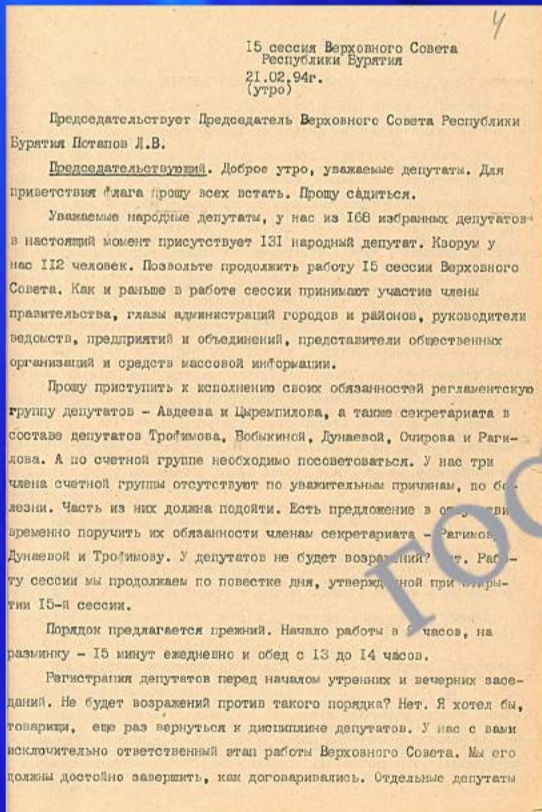 4
15 сессия Верховного Совета
Республики Бурятия
21.02.94г.
(утро)
Председательствует Председатель Верховного Совета Республики
Бурятия Потапов Л.В.
Председательствующий. Доброе утро, уважаемые депутаты. Для
приветствия флага прошу всех встать. Прошу садиться.
Уважаемые народные депутаты, у нас из 168 избранных депутатов
в настоящий момент присутствует 131 народный депутат. Кворум у
нас 112 человек. Позвольте продолжить работу 15 сессии Верховного
Совета. Как и раньше в работе сессии принимают участие члены
правительства, главы администраций городов и районов, руководители
ведомств, предприятий и объединений, представители общественных
организаций и средств массовой информации.
Прошу приступить к исполнению своих обязанностей регламентскую
группу депутатов - Авдеева и Цыремпилова, а также секретариата в
составе депутатов Трофимова, Бобыкиной, Дунаевой, Очирова и Раги-
лова. А по счетной группе необходимо посоветоваться. У нас три
члена счетной группы отсутствуют по уважительным причинам, по бо-
лезни. Часть из них должна подойти. Есть предложение в
временно поручить их обязанности членам секретариата - Рагимов
Дунаевой и Трофимову. У депутатов не будет возражений? Рабо-
ту сессии мы продолжаем по повестке дня, утвержденной при откры-
тии 15-й сессии.
Порядок предлагается прежний. Начало работы в 9 часов, на
разминку - 15 минут ежедневно и обед с 13 до 14 часов.
Регистрация депутатов перед началом утренних и вечерних засе-
даний. Не будет возражений против такого порядка? Нет. Я хотел бы,
товарищи, еще раз вернуться к дисциплине депутатов. У нас с вами
исключительно ответственный этап работы Верховного Совета. Мы его
должны достойно завершить, как договаривались. Отдельные депутаты
ГОС